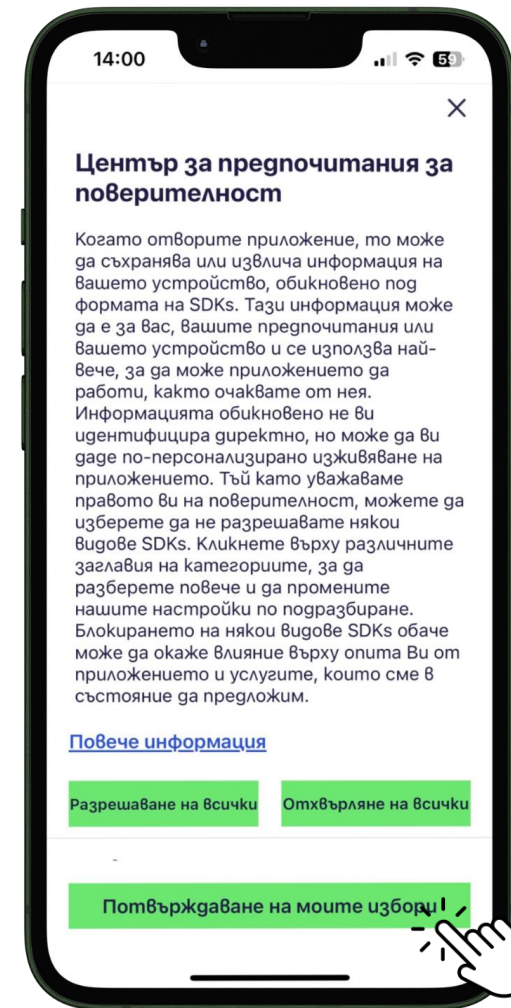 14:00
59
Център за предпочитания за
поверителност
Когато отворите приложение, то може
да съхранява или извлича информация на
вашето устройство, обикновено под
формата на SDKs. Тази информация може
да е за вас, вашите предпочитания или
вашето устройство и се използва най-
вече, за да може приложението да
работи, както очаквате от нея.
Информацията обикновено не ви
идентифицира директно, но може да ви
даде по-персонализирано изживяване на
приложението. Тъй като уважаваме
правото ви на поверителност, можете да
изберете да не разрешавате някои
видове SDKs. Кликнете върху различните
заглавия на категориите, за да
разберете повече и да промените
нашите настройки по подразбиране.
Блокирането на някои видове SDKs обаче
може да окаже влияние върху опита Ви от
приложението и услугите, които сме в
състояние да предложим.
Повече информация
Разрешаване на всички
Отхвърляне на всички
Потвърждаване на моите избори